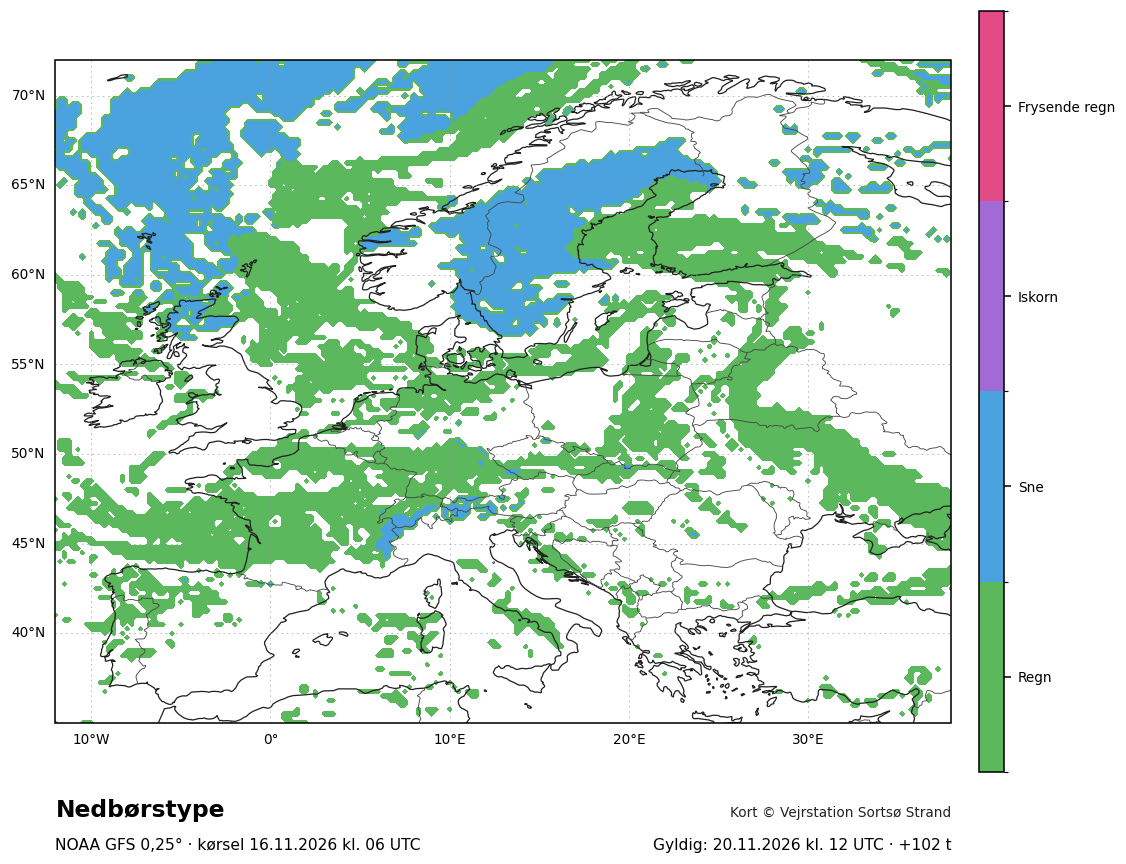 Frysende regn
Iskorn
Sne
Regn
70°N
65°N
60°N
55°N
50°N
45°N
40°N
10°W
0°
10°E
20°E
30°E
Nedbørstype
Kort © Vejrstation Sortsø Strand
NOAA GFS 0,25° · kørsel 16.11.2026 kl. 06 UTC
Gyldig: 20.11.2026 kl. 12 UTC · +102 t